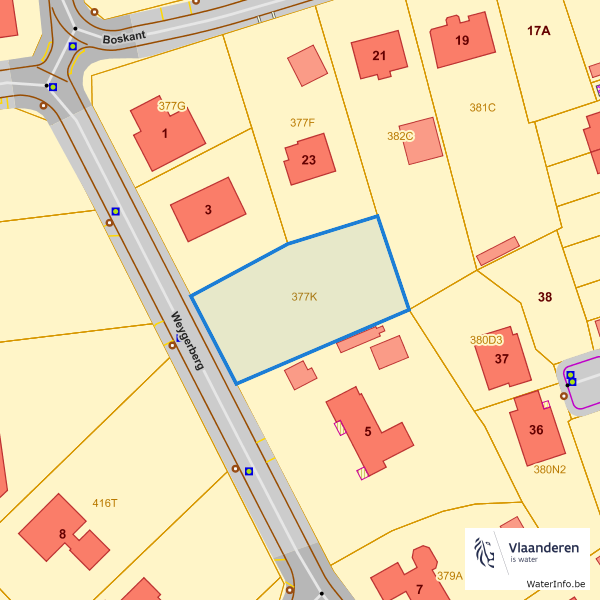 Boskant
17A
19
21
377G
1
377F
381C
382C
23
3
377K
38
Weygerberg
380D3
37
5
36
380N2
416T
8
379A
7
Vlaanderen
is water
WaterInfo.be